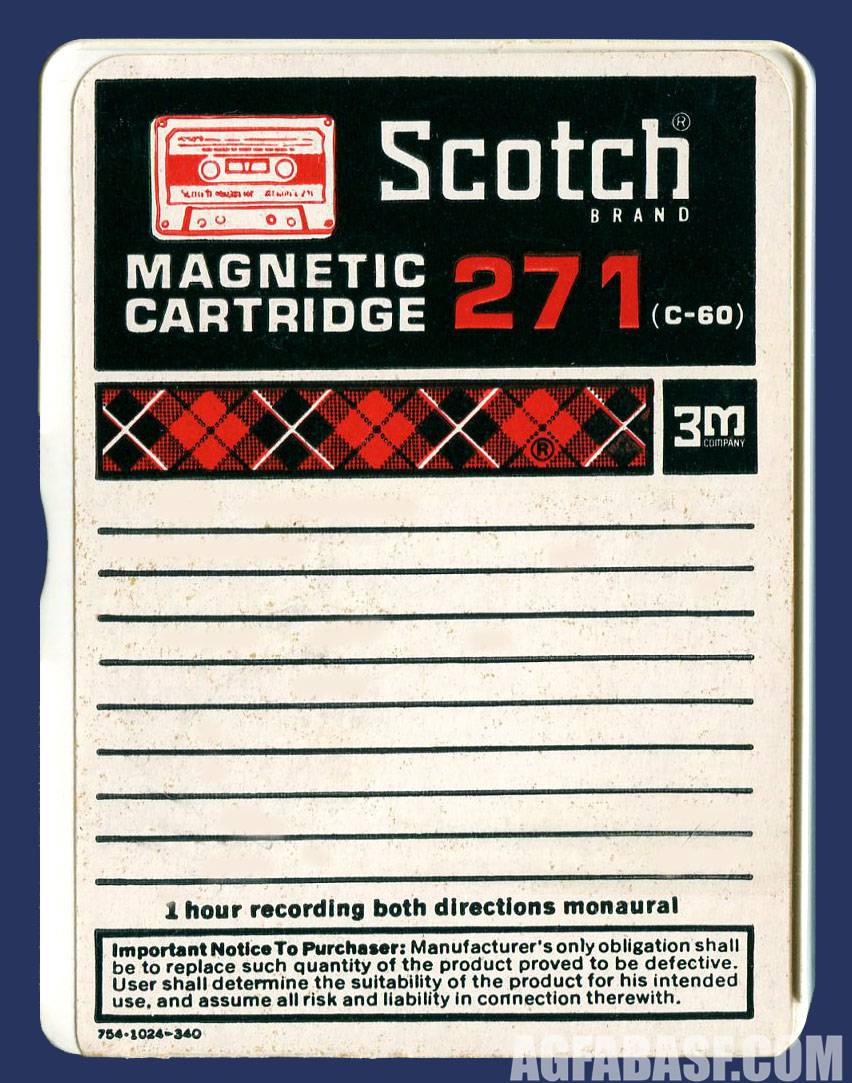 Scotch®
BRAND
MAGNETIC
CARTRIDGE 271 (C-60)
®
3M
COMPANY
1 hour recording both directions monaural
Important Notice To Purchaser: Manufacturer's only obligation shall
be to replace such quantity of the product proved to be defective.
User shall determine the suitability of the product for his intended
use, and assume all risk and liability in connection therewith.
754-1024-340
AGFABASF.COM